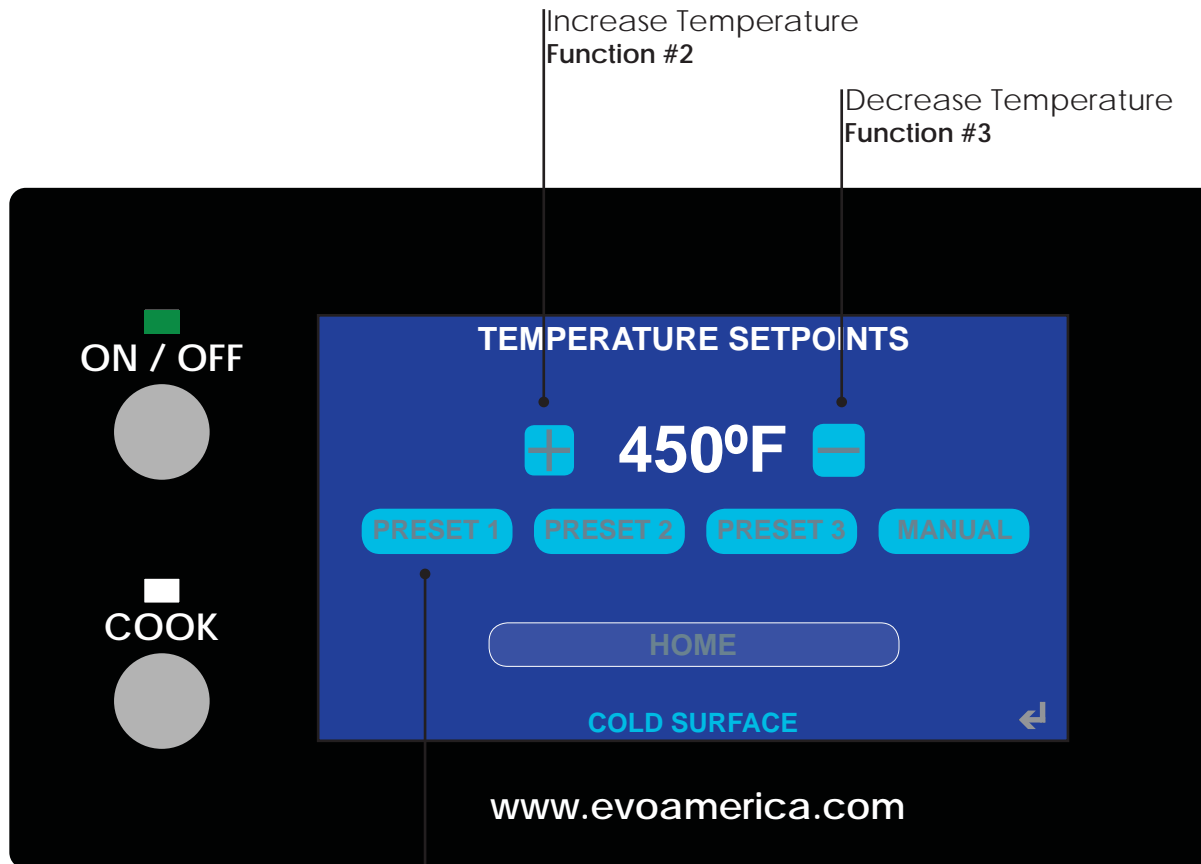 Increase Temperature
Function #2
Decrease Temperature
Function #3
ON / OFF
TEMPERATURE SETPOINTS
+ 450ºF −
PRESET 1 PRESET 2 PRESET 3 MANUAL
COOK
HOME
COLD SURFACE
www.evoamerica.com